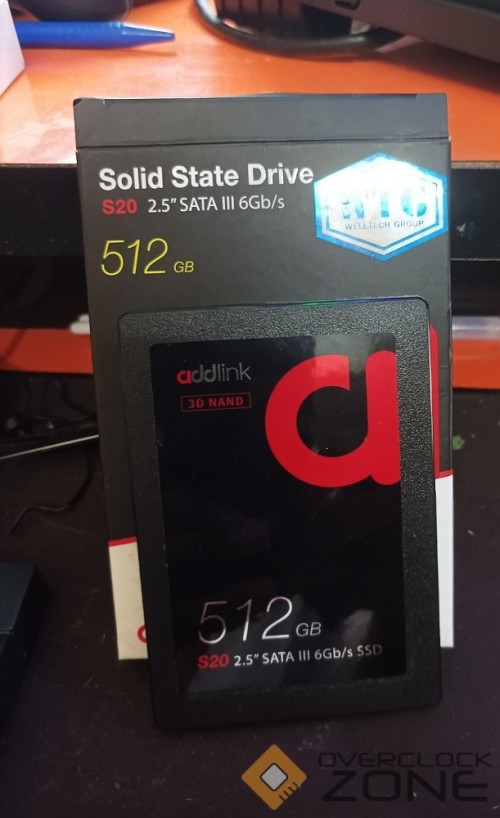 Solid State Drive
S20 2.5" SATA III 6Gb/s
WTC
WELLTECH GROUP
512 GB
addlink
3D NAND
512 GB
S20 2.5" SATA III 6Gb/s SSD
OVERCLOCK
ZONE